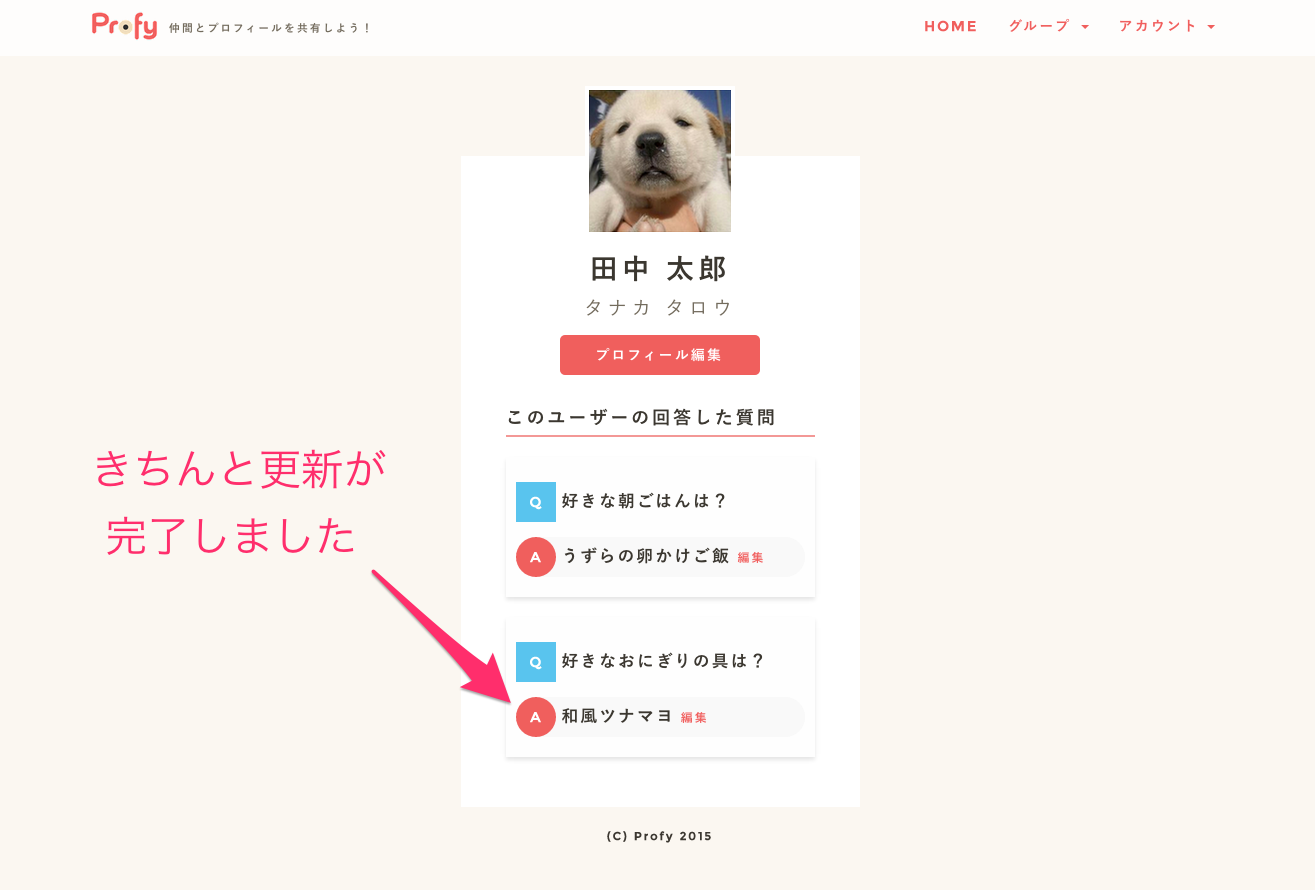 Profy 仲間とプロフィールを共有しよう！ HOME グループ アカウント
田中 太郎
タナカ タロウ
プロフィール編集
このユーザーの回答した質問
きちんと更新が
完了しました
Q 好きな朝ごはんは？
A うずらの卵かけご飯 編集
Q 好きなおにぎりの具は？
A 和風ツナマヨ 編集
(C) Profy 2015